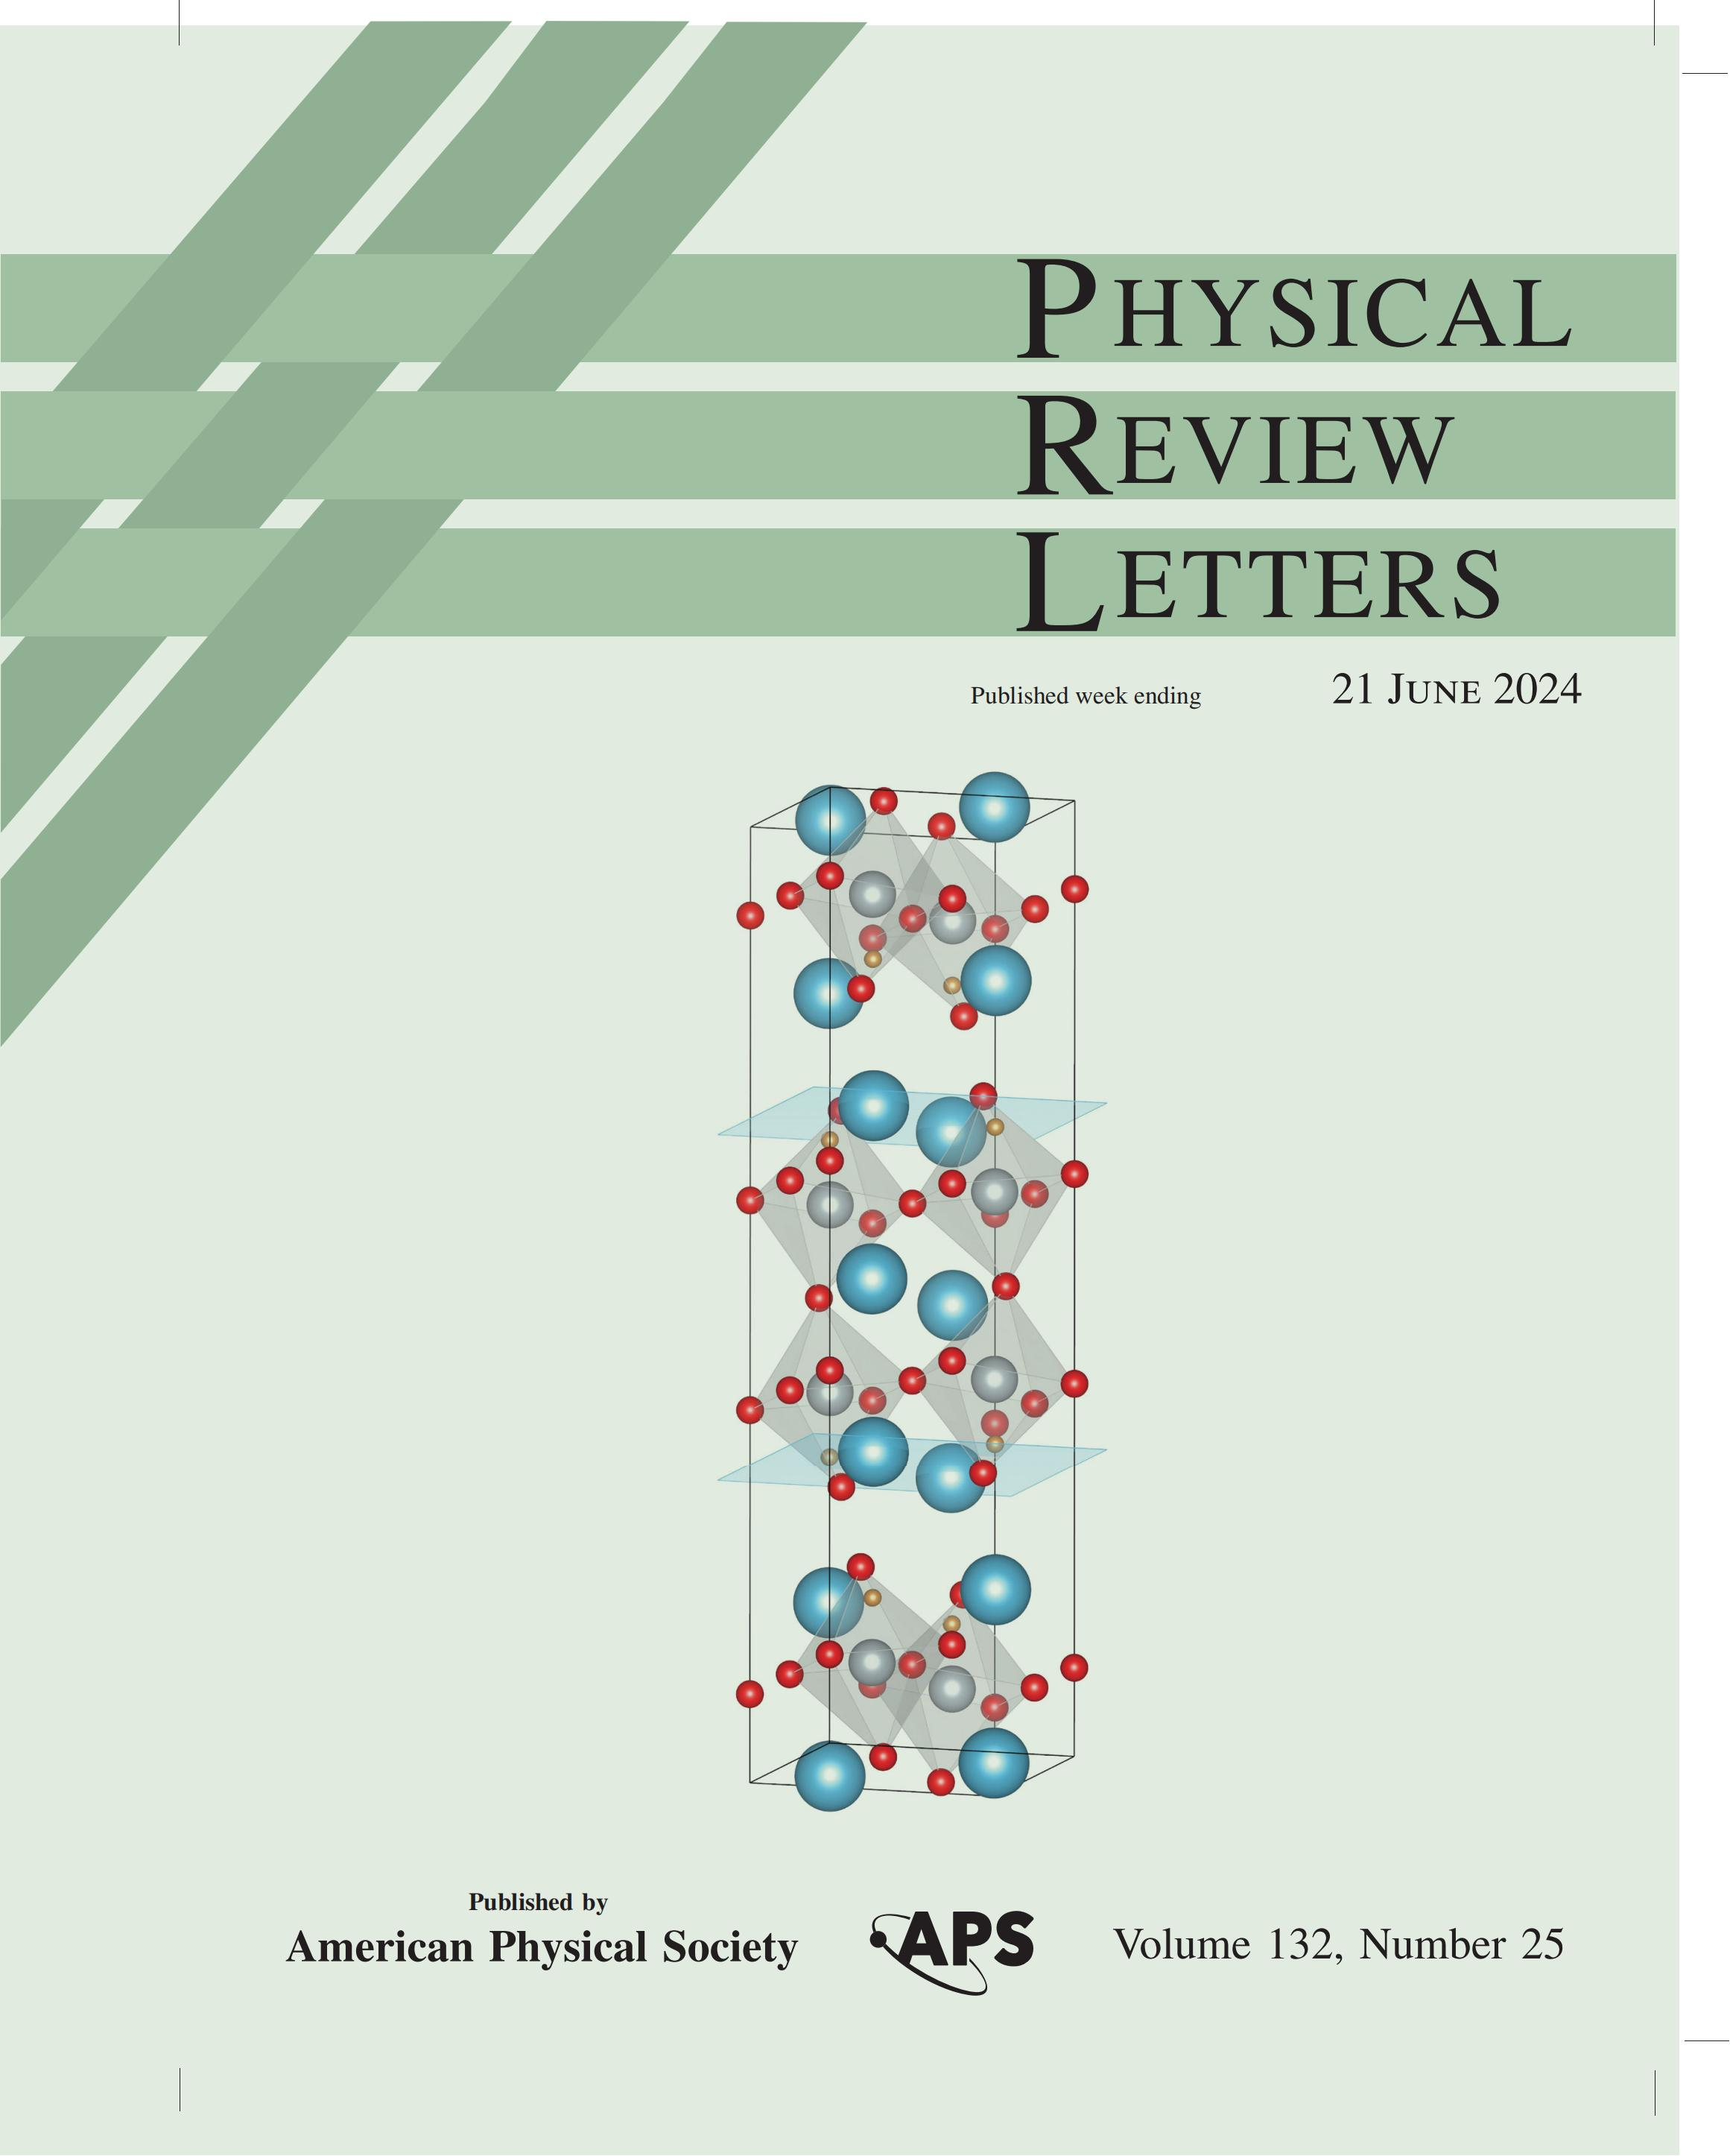 PHYSICAL
REVIEW
LETTERS
Published week ending 21 JUNE 2024
Published by
American Physical Society APS Volume 132, Number 25